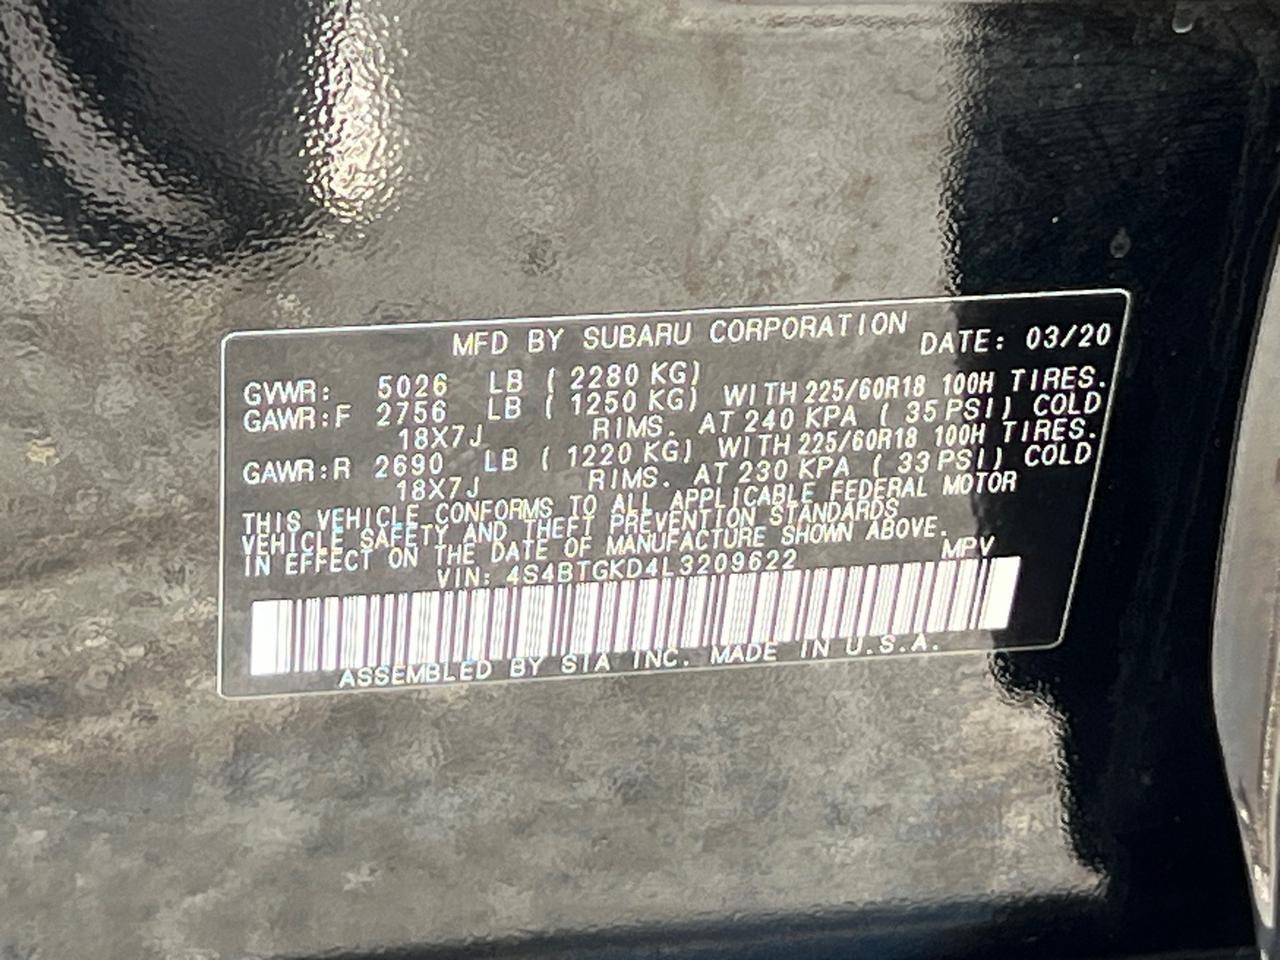 MFD BY SUBARU CORPORATION DATE: 03/20
GVWR: 5026 LB ( 2280 KG)
GAWR:F 2756 LB ( 1250 KG) WITH 225/60R18 100H TIRES.
18X7J RIMS. AT 240 KPA ( 35 PSI) COLD
GAWR:R 2690 LB ( 1220 KG) WITH 225/60R18 100H TIRES.
18X7J RIMS. AT 230 KPA ( 33 PSI) COLD
THIS VEHICLE CONFORMS TO ALL APPLICABLE FEDERAL MOTOR
VEHICLE SAFETY AND THEFT PREVENTION STANDARDS
IN EFFECT ON THE DATE OF MANUFACTURE SHOWN ABOVE.
VIN: 4S4BTGKD4L3209622 MPV
ASSEMBLED BY SIA INC. MADE IN U.S.A.